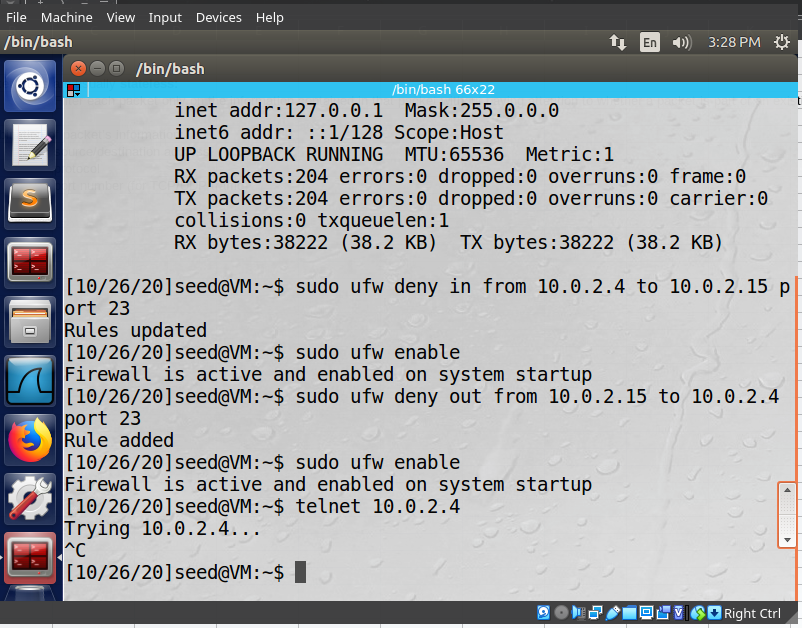 File Machine View Input Devices Help
/bin/bash En 3:28 PM
/bin/bash
/bin/bash 66x22
inet addr:127.0.0.1  Mask:255.0.0.0
inet6 addr: ::1/128 Scope:Host
UP LOOPBACK RUNNING  MTU:65536  Metric:1
RX packets:204 errors:0 dropped:0 overruns:0 frame:0
TX packets:204 errors:0 dropped:0 overruns:0 carrier:0
collisions:0 txqueuelen:1
RX bytes:38222 (38.2 KB)  TX bytes:38222 (38.2 KB)
[10/26/20]seed@VM:~$ sudo ufw deny in from 10.0.2.4 to 10.0.2.15 p
ort 23
Rules updated
[10/26/20]seed@VM:~$ sudo ufw enable
Firewall is active and enabled on system startup
[10/26/20]seed@VM:~$ sudo ufw deny out from 10.0.2.15 to 10.0.2.4
port 23
Rule added
[10/26/20]seed@VM:~$ sudo ufw enable
Firewall is active and enabled on system startup
[10/26/20]seed@VM:~$ telnet 10.0.2.4
Trying 10.0.2.4...
^C
[10/26/20]seed@VM:~$
Right Ctrl